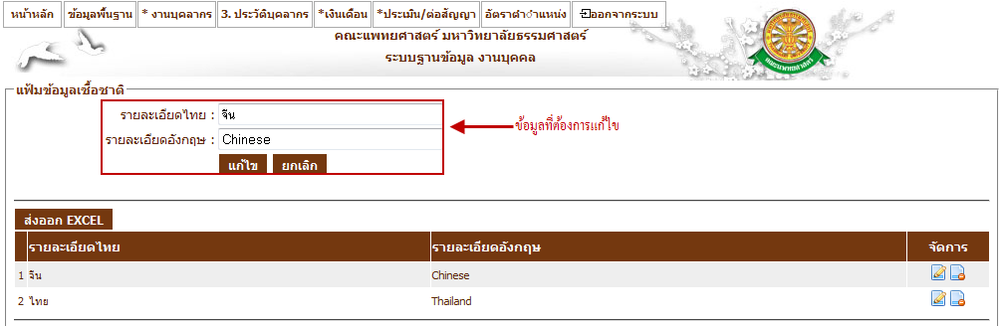 หน้าหลัก ข้อมูลพื้นฐาน * งานบุคลากร 3. ประวัติบุคลากร *เงินเดือน *ประเมิน/ต่อสัญญา อัตราตำแหน่ง ออกจากระบบ
คณะแพทยศาสตร์ มหาวิทยาลัยธรรมศาสตร์
ระบบฐานข้อมูล งานบุคคล
แฟ้มข้อมูลเชื้อชาติ
รายละเอียดไทย : จีน
ข้อมูลที่ต้องการแก้ไข
รายละเอียดอังกฤษ : Chinese
แก้ไข ยกเลิก
ส่งออก EXCEL
รายละเอียดไทย รายละเอียดอังกฤษ จัดการ
1 จีน Chinese
2 ไทย Thailand